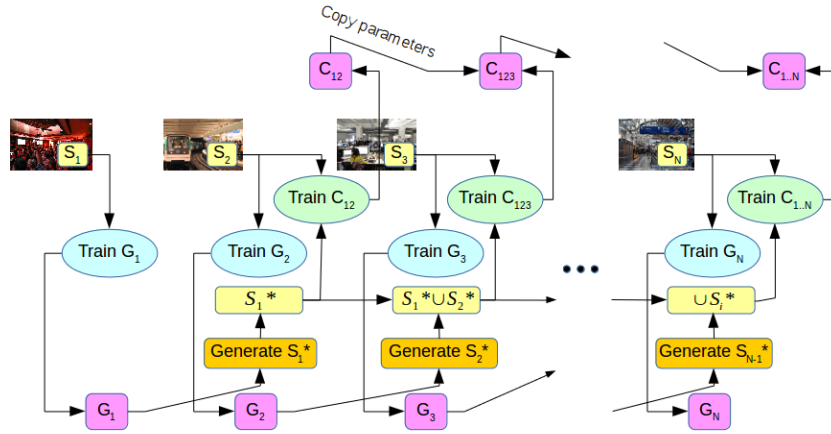 Copy parameters
C12
C123
C1..N
S1
S2
S3
SN
Train C12
Train C123
Train C1..N
Train G1
Train G2
Train G3
Train GN
...
S1*
S1*∪S2*
∪Si*
Generate S1*
Generate S2*
Generate SN-1*
G1
G2
G3
GN